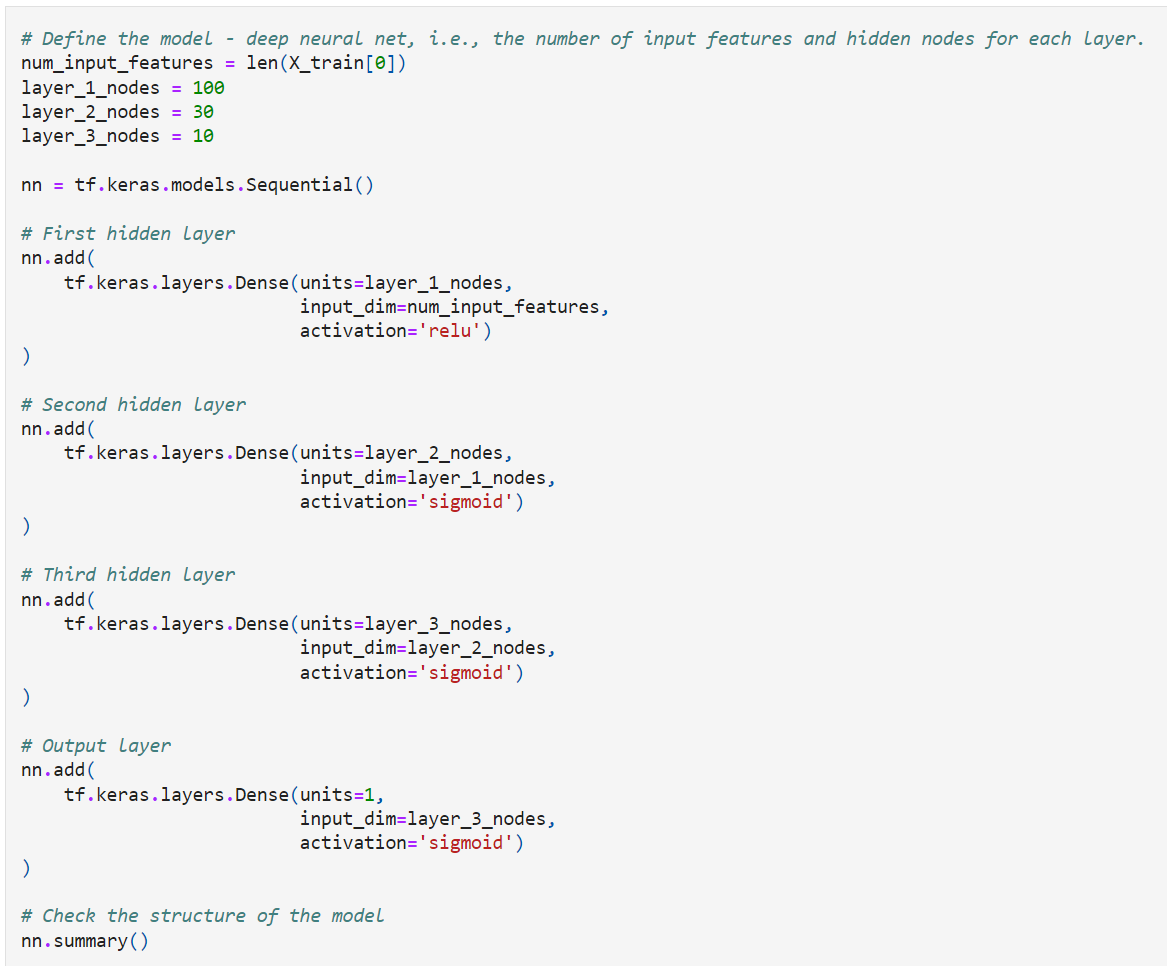 # Define the model - deep neural net, i.e., the number of input features and hidden nodes for each layer.
num_input_features = len(X_train[0])
layer_1_nodes = 100
layer_2_nodes = 30
layer_3_nodes = 10

nn = tf.keras.models.Sequential()

# First hidden layer
nn.add(
    tf.keras.layers.Dense(units=layer_1_nodes,
                          input_dim=num_input_features,
                          activation='relu')
)

# Second hidden layer
nn.add(
    tf.keras.layers.Dense(units=layer_2_nodes,
                          input_dim=layer_1_nodes,
                          activation='sigmoid')
)

# Third hidden layer
nn.add(
    tf.keras.layers.Dense(units=layer_3_nodes,
                          input_dim=layer_2_nodes,
                          activation='sigmoid')
)

# Output layer
nn.add(
    tf.keras.layers.Dense(units=1,
                          input_dim=layer_3_nodes,
                          activation='sigmoid')
)

# Check the structure of the model
nn.summary()